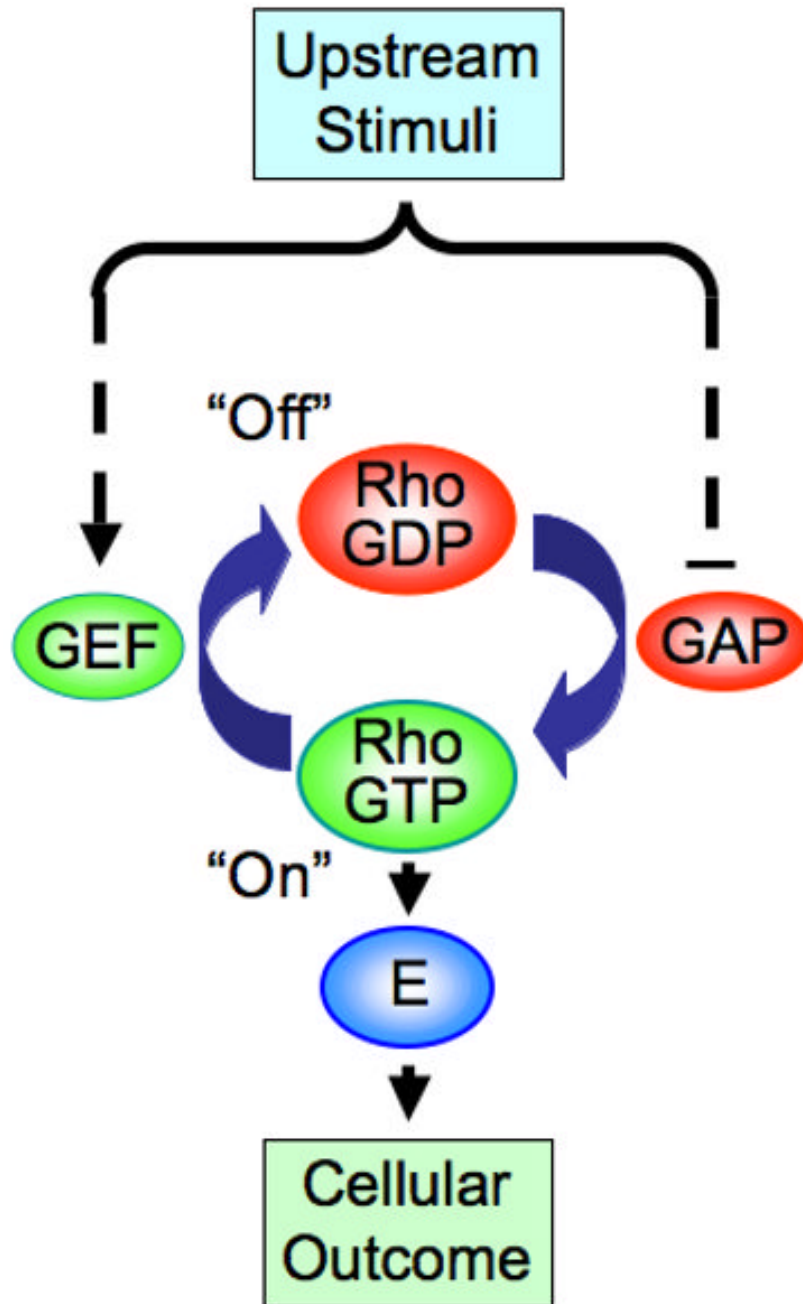 Upstream
Stimuli
“Off”
Rho
GDP
GEF
GAP
Rho
GTP
“On”
E
Cellular
Outcome